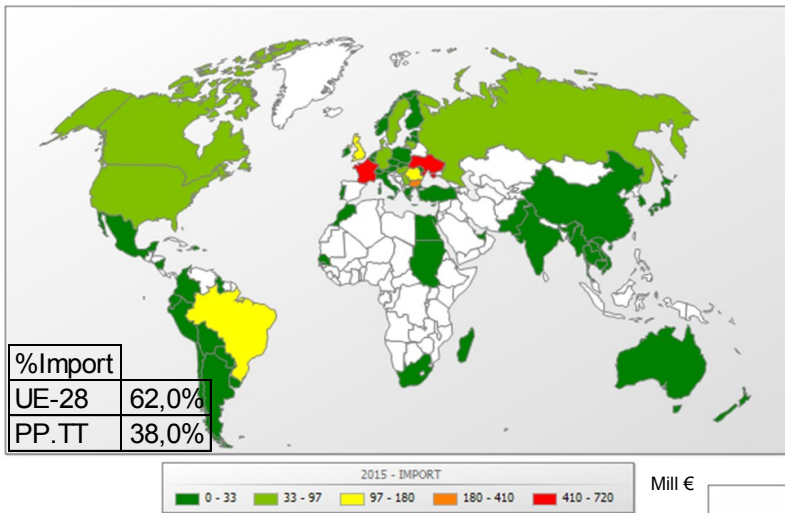 %Import
UE-28 62,0%
PP.TT 38,0%
2015 - IMPORT
0 - 33 33 - 97 97 - 180 180 - 410 410 - 720
Mill €